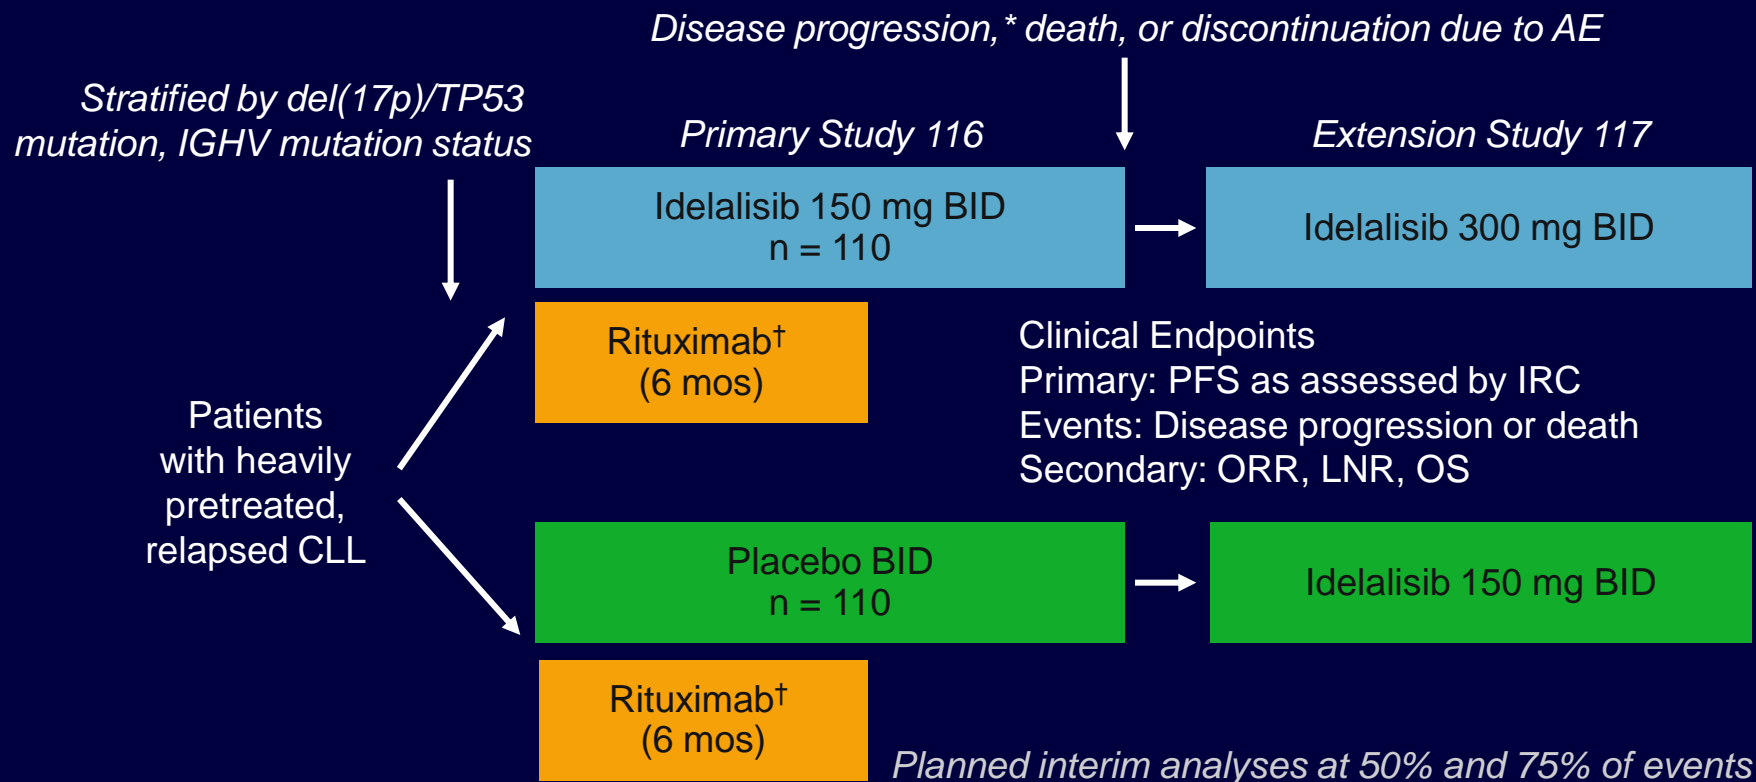 Disease progression,* death, or discontinuation due to AE
Stratified by del(17p)/TP53
mutation, IGHV mutation status
Primary Study 116
Extension Study 117
Idelalisib 150 mg BID
n = 110
Idelalisib 300 mg BID
Rituximab†
(6 mos)
Clinical Endpoints
Primary: PFS as assessed by IRC
Events: Disease progression or death
Secondary: ORR, LNR, OS
Patients
with heavily
pretreated,
relapsed CLL
Placebo BID
n = 110
Idelalisib 150 mg BID
Rituximab†
(6 mos)
Planned interim analyses at 50% and 75% of events